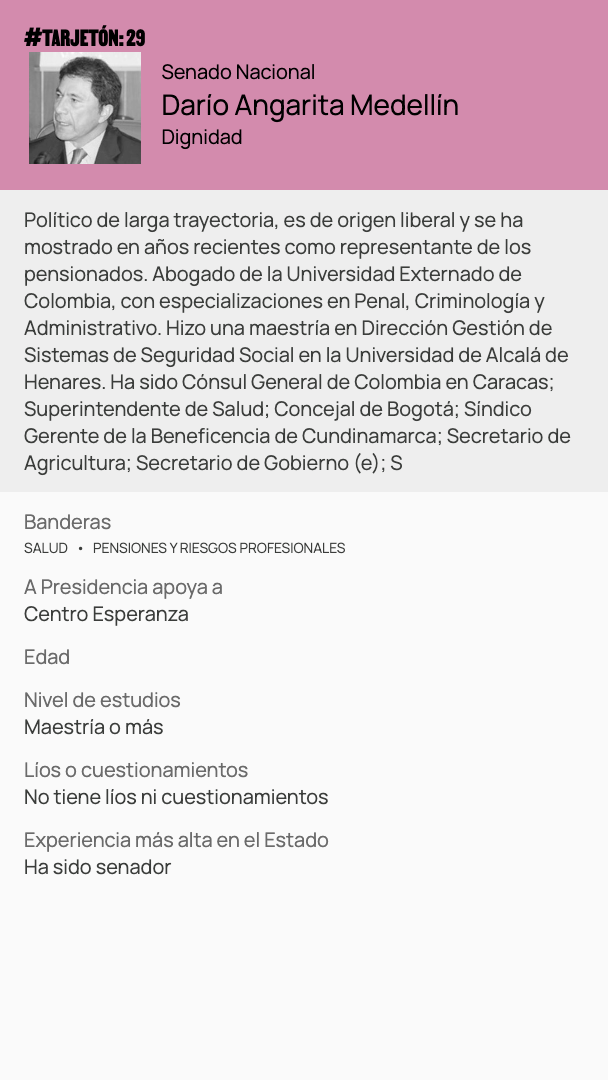 #TARJETÓN: 29
Senado Nacional
Darío Angarita Medellín
Dignidad
Político de larga trayectoria, es de origen liberal y se ha
mostrado en años recientes como representante de los
pensionados. Abogado de la Universidad Externado de
Colombia, con especializaciones en Penal, Criminología y
Administrativo. Hizo una maestría en Dirección Gestión de
Sistemas de Seguridad Social en la Universidad de Alcalá de
Henares. Ha sido Cónsul General de Colombia en Caracas;
Superintendente de Salud; Concejal de Bogotá; Síndico
Gerente de la Beneficencia de Cundinamarca; Secretario de
Agricultura; Secretario de Gobierno (e); S
Banderas
SALUD • PENSIONES Y RIESGOS PROFESIONALES
A Presidencia apoya a
Centro Esperanza
Edad
Nivel de estudios
Maestría o más
Líos o cuestionamientos
No tiene líos ni cuestionamientos
Experiencia más alta en el Estado
Ha sido senador